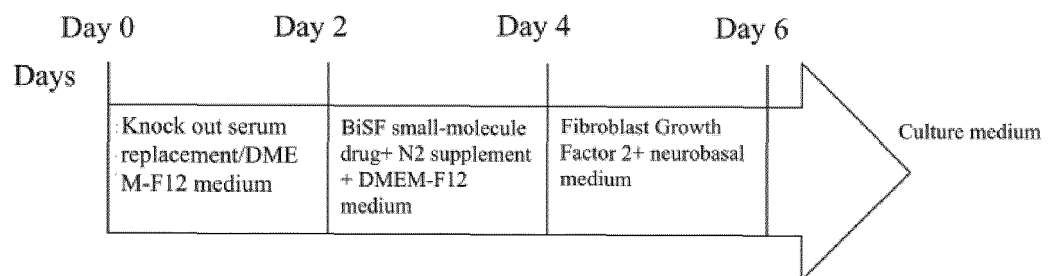 Day 0 Day 2 Day 4 Day 6
Days
Knock out serum
replacement/DME
M-F12 medium
BiSF small-molecule
drug+ N2 supplement
+ DMEM-F12
medium
Fibroblast Growth
Factor 2+ neurobasal
medium
Culture medium